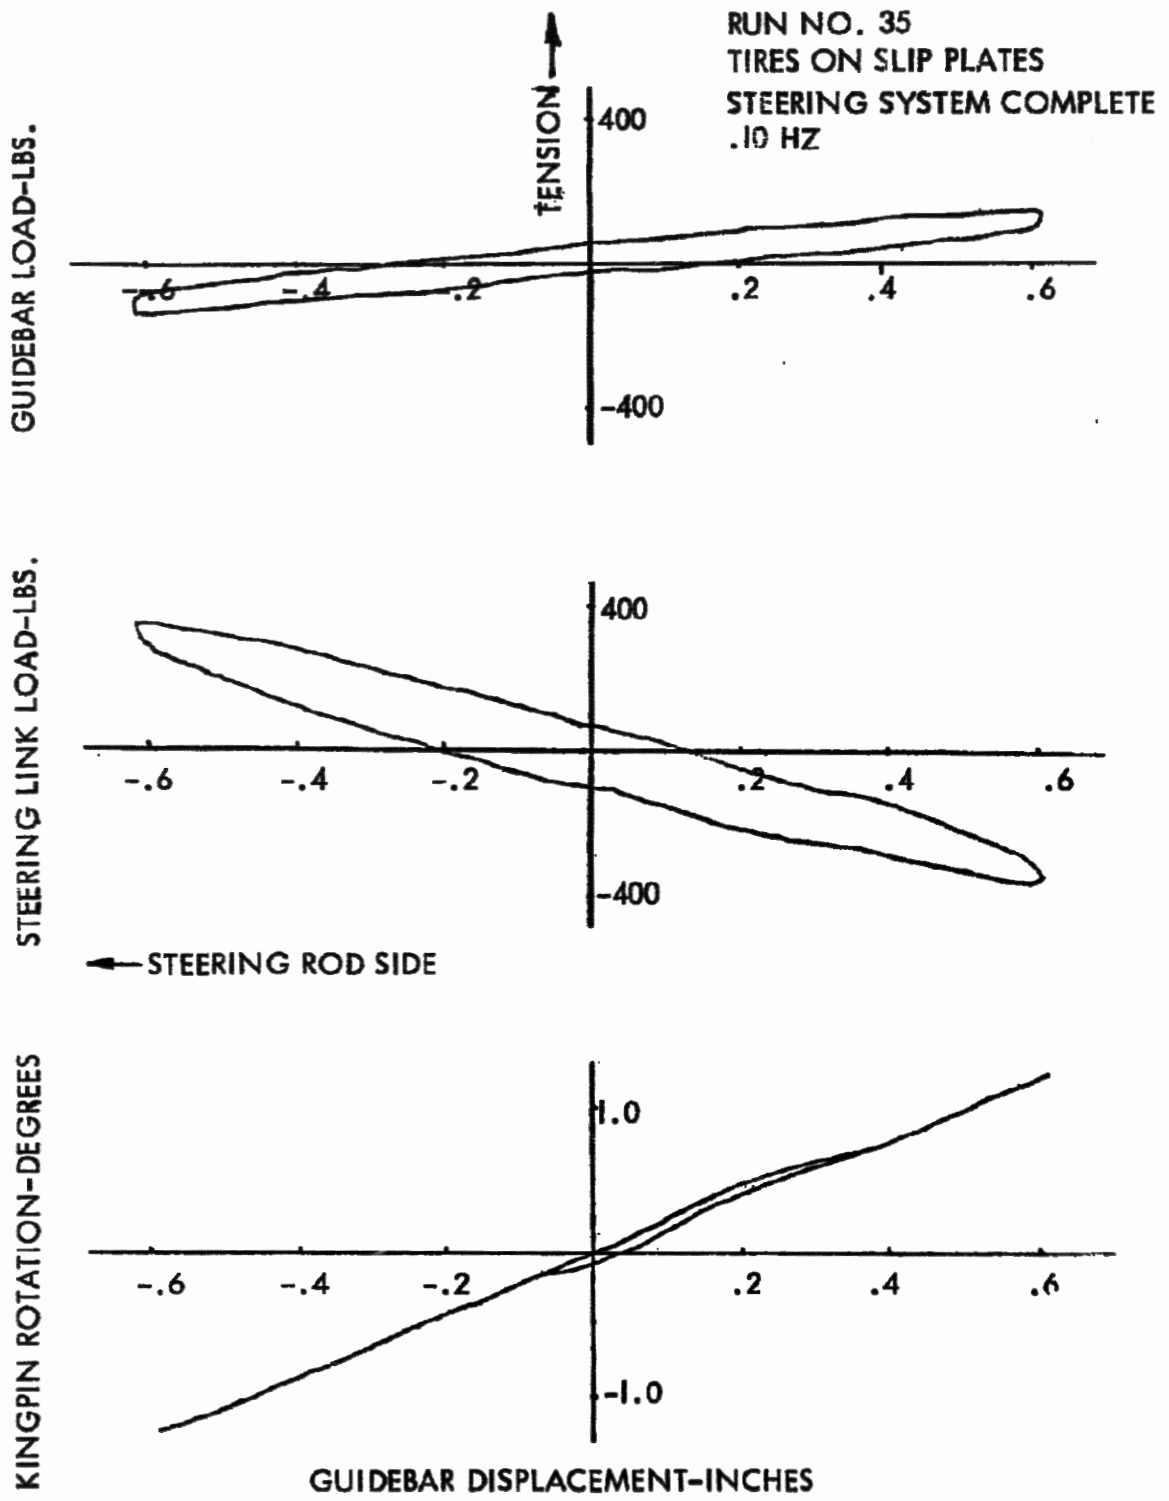 RUN NO. 35
TIRES ON SLIP PLATES
STEERING SYSTEM COMPLETE
.10 HZ
TENSION
GUIDEBAR LOAD-LBS.
400
-.6 -.4 -.2 .2 .4 .6
-400
STEERING LINK LOAD-LBS.
400
-.6 -.4 -.2 .2 .4 .6
-400
STEERING ROD SIDE
KINGPIN ROTATION-DEGREES
1.0
-.6 -.4 -.2 .2 .4 .6
-1.0
GUIDEBAR DISPLACEMENT-INCHES